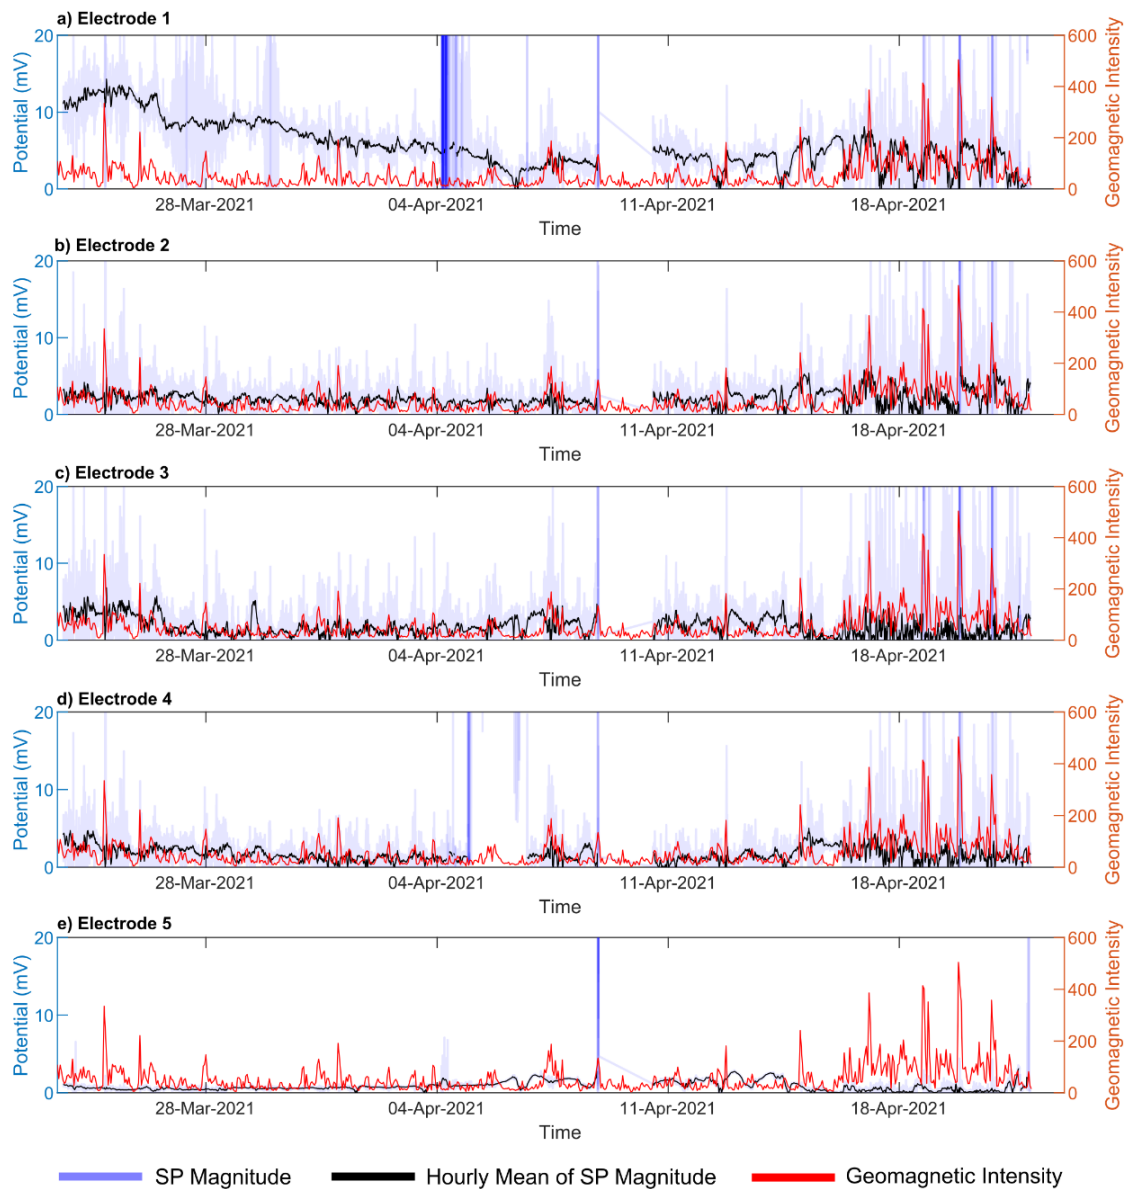 a) Electrode 1
20
10
0
Potential (mV)
600
400
200
0
Geomagnetic Intensity
28-Mar-2021 04-Apr-2021 11-Apr-2021 18-Apr-2021
Time
b) Electrode 2
20
10
0
Potential (mV)
600
400
200
0
Geomagnetic Intensity
28-Mar-2021 04-Apr-2021 11-Apr-2021 18-Apr-2021
Time
c) Electrode 3
20
10
0
Potential (mV)
600
400
200
0
Geomagnetic Intensity
28-Mar-2021 04-Apr-2021 11-Apr-2021 18-Apr-2021
Time
d) Electrode 4
20
10
0
Potential (mV)
600
400
200
0
Geomagnetic Intensity
28-Mar-2021 04-Apr-2021 11-Apr-2021 18-Apr-2021
Time
e) Electrode 5
20
10
0
Potential (mV)
600
400
200
0
Geomagnetic Intensity
28-Mar-2021 04-Apr-2021 11-Apr-2021 18-Apr-2021
Time
SP Magnitude Hourly Mean of SP Magnitude Geomagnetic Intensity